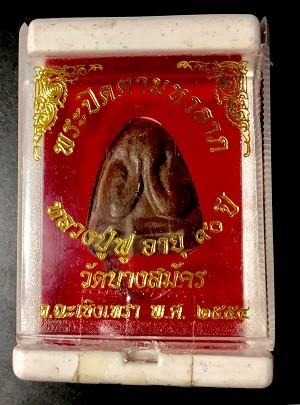 พระปิดตามหาลาภ
หลวงปู่ฟู อายุ ๙๐ ปี
วัดบางสมัคร
จ.ฉะเชิงเทรา พ.ศ. ๒๕๕๔